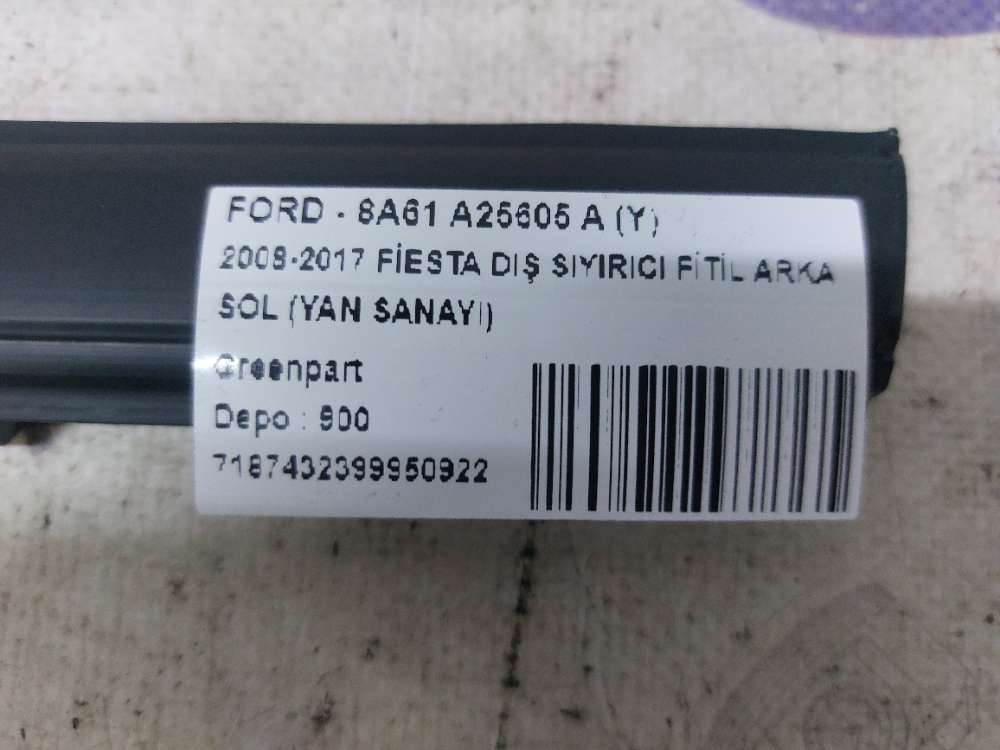 FORD - 8A61 A25605 A (Y)
2008-2017 FİESTA DIŞ SIYIRICI FİTİL ARKA
SOL (YAN SANAYİ)
Greenpart
Depo : 900
7187432399950922